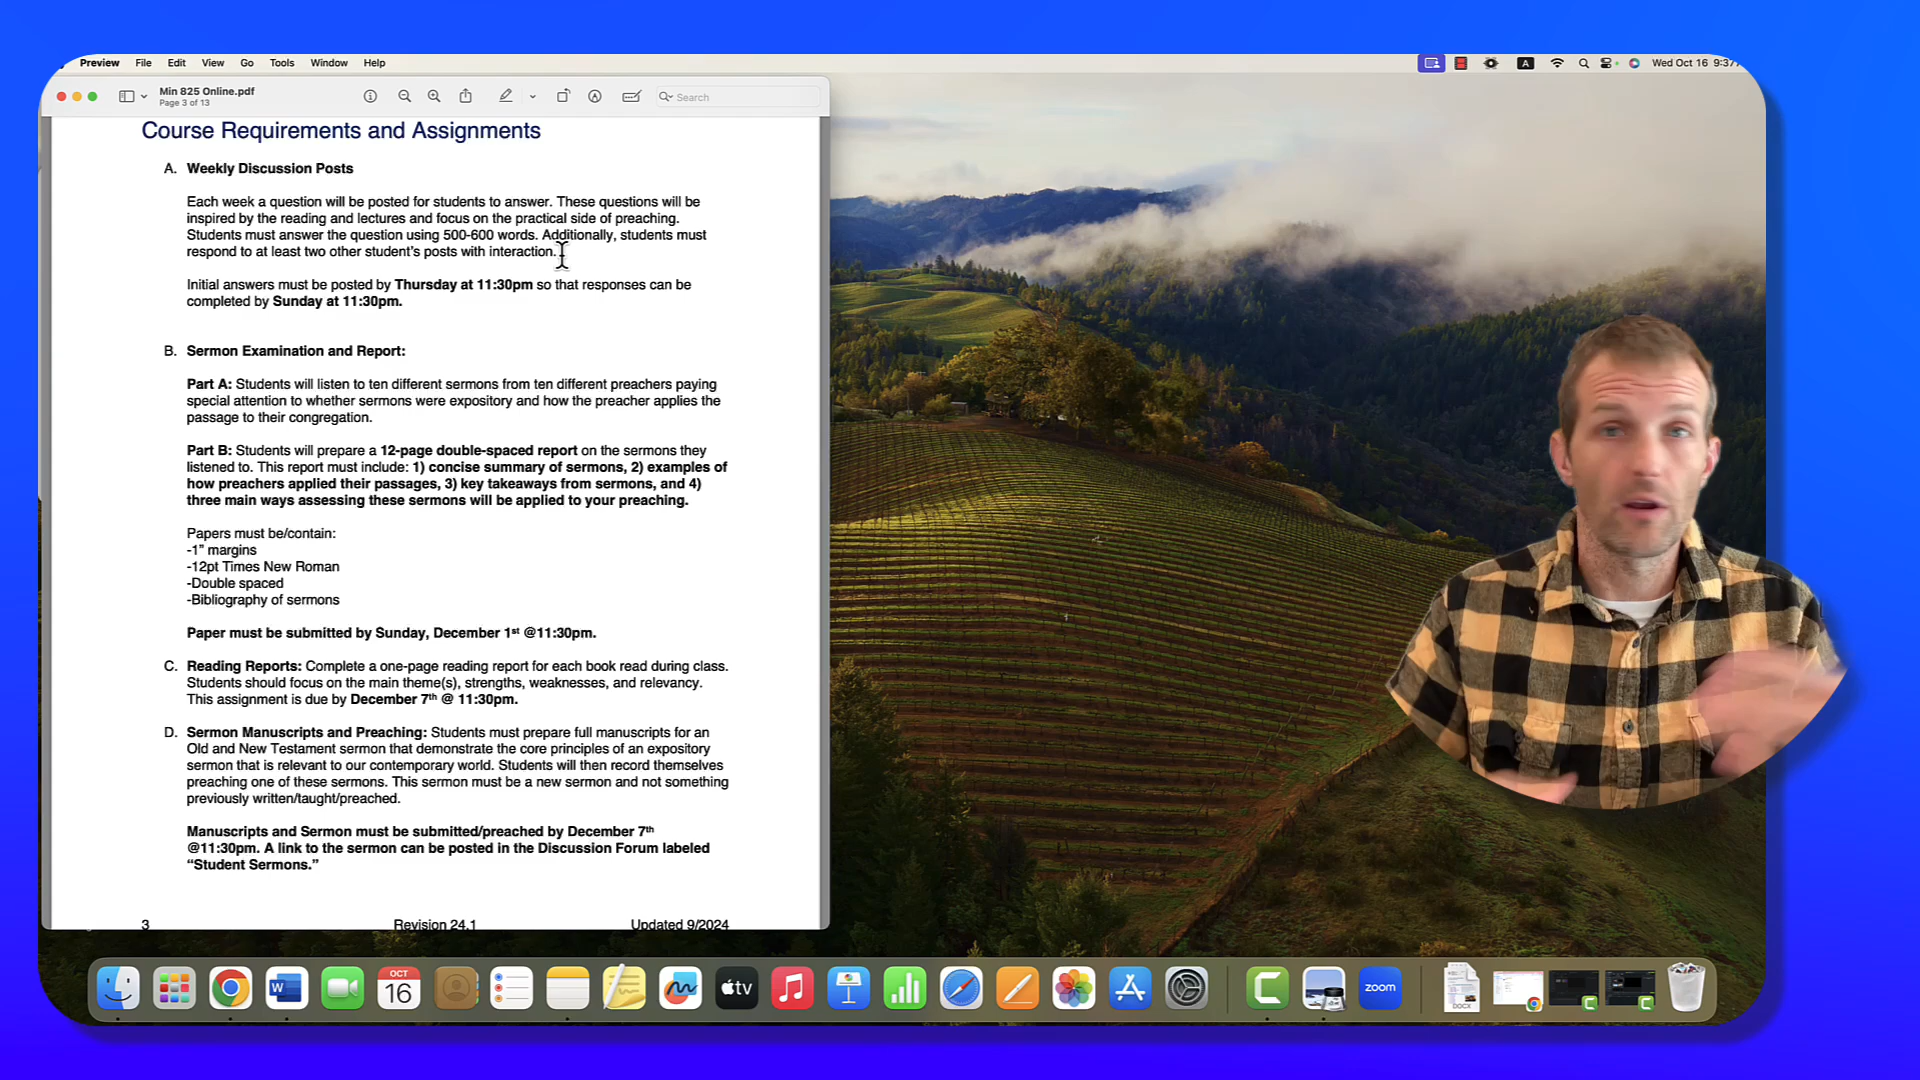 Preview File Edit View Go Tools Window Help
Wed Oct 16 9:37
Min 825 Online.pdf
Page 3 of 13
Search
Course Requirements and Assignments
A. Weekly Discussion Posts
Each week a question will be posted for students to answer. These questions will be
inspired by the reading and lectures and focus on the practical side of preaching.
Students must answer the question using 500-600 words. Additionally, students must
respond to at least two other student's posts with interaction.
Initial answers must be posted by Thursday at 11:30pm so that responses can be
completed by Sunday at 11:30pm.
B. Sermon Examination and Report:
Part A: Students will listen to ten different sermons from ten different preachers paying
special attention to whether sermons were expository and how the preacher applies the
passage to their congregation.
Part B: Students will prepare a 12-page double-spaced report on the sermons they
listened to. This report must include: 1) concise summary of sermons, 2) examples of
how preachers applied their passages, 3) key takeaways from sermons, and 4)
three main ways assessing these sermons will be applied to your preaching.
Papers must be/contain:
-1” margins
-12pt Times New Roman
-Double spaced
-Bibliography of sermons
Paper must be submitted by Sunday, December 1st @11:30pm.
C. Reading Reports: Complete a one-page reading report for each book read during class.
Students should focus on the main theme(s), strengths, weaknesses, and relevancy.
This assignment is due by December 7th @ 11:30pm.
D. Sermon Manuscripts and Preaching: Students must prepare full manuscripts for an
Old and New Testament sermon that demonstrate the core principles of an expository
sermon that is relevant to our contemporary world. Students will then record themselves
preaching one of these sermons. This sermon must be a new sermon and not something
previously written/taught/preached.
Manuscripts and Sermon must be submitted/preached by December 7th
@11:30pm. A link to the sermon can be posted in the Discussion Forum labeled
“Student Sermons.”
3 Revision 24.1 Updated 9/2024
W
OCT
16
tv
zoom
DOCX